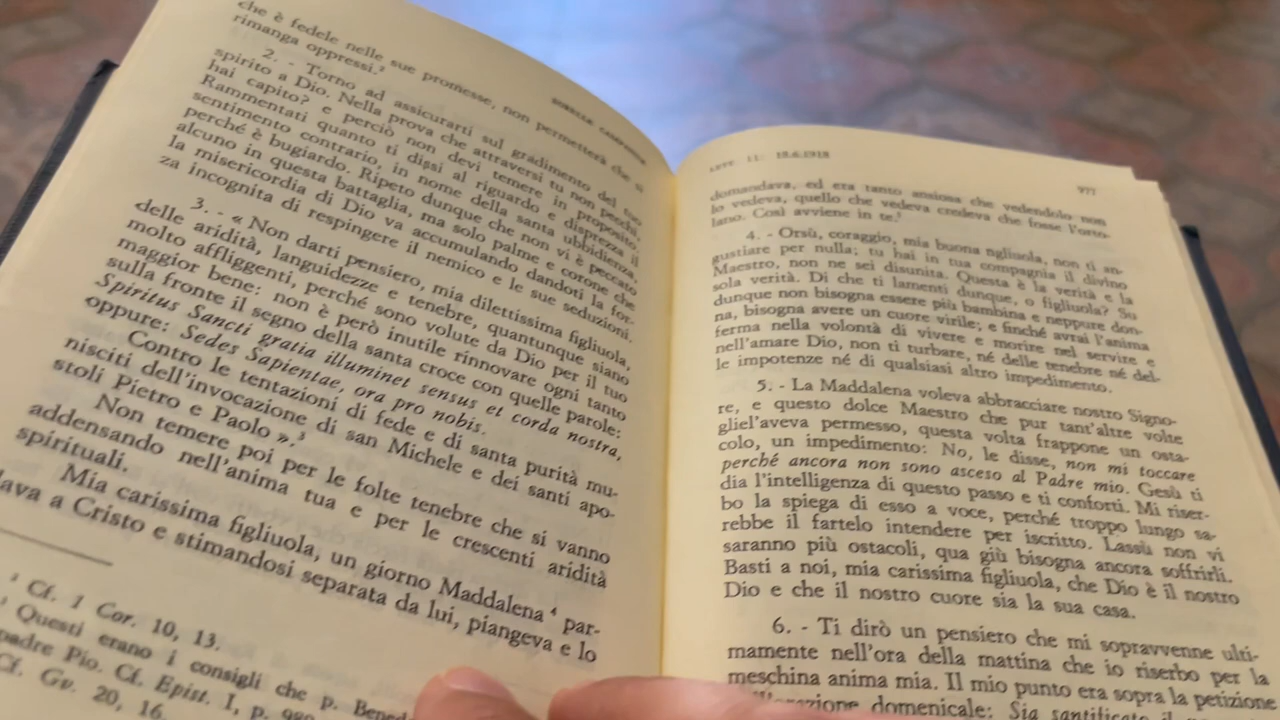 che è fedele nelle sue promesse, non permetterà che si
rimanga oppressi.²
2. - Torno ad assicurarti sul gradimento del tuo
spirito a Dio. Nella prova che attraversi tu non pecchi,
hai capito? e perciò non devi temere in proposito.
Rammentati quanto ti dissi al riguardo e disprezza il
sentimento contrario, in nome della santa ubbidienza,
perché è bugiardo. Ripeto dunque che non vi è peccato
alcuno in questa battaglia, ma solo palme e corone che
la misericordia di Dio va accumulando dandoti la for-
za incognita di respingere il nemico e le sue seduzioni.
3. - « Non darti pensiero, mia dilettissima figliuola,
delle aridità, languidezze e tenebre, quantunque siano
molto affliggenti, perché sono volute da Dio per il tuo
maggior bene: non è però inutile rinnovare ogni tanto
sulla fronte il segno della santa croce con quelle parole:
Spiritus Sancti gratia illuminet sensus et corda nostra,
oppure: Sedes Sapientae, ora pro nobis.
Contro le tentazioni di fede e di santa purità mu-
nisciti dell'invocazione di san Michele e dei santi apo-
stoli Pietro e Paolo ».³
Non temere poi per le folte tenebre che si vanno
addensando nell'anima tua e per le crescenti aridità
spirituali.
Mia carissima figliuola, un giorno Maddalena ⁴ par-
lava a Cristo e stimandosi separata da lui, piangeva e lo
² Cf. 1 Cor. 10, 13.
Questi erano i consigli che p. Bened
padre Pio. Cf. Epist. I, p.
Cf. Gv. 20, 16.
LETT. 11: 18.6.1918
977
domandava, ed era tanto ansiosa che vedendolo non
lo vedeva, quello che vedeva credeva che fosse l'orto-
lano. Così avviene in te.⁵
4. - Orsù, coraggio, mia buona figliuola, non ti an-
gustiare per nulla; tu hai in tua compagnia il divino
Maestro, non ne sei disunita. Questa è la verità e la
sola verità. Di che ti lamenti dunque, o figliuola? Su
dunque non bisogna essere più bambina e neppure don-
na, bisogna avere un cuore virile; e finché avrai l'anima
ferma nella volontà di vivere e morire nel servire e
nell'amare Dio, non ti turbare, né delle tenebre né del-
le impotenze né di qualsiasi altro impedimento.
5. - La Maddalena voleva abbracciare nostro Signo-
re, e questo dolce Maestro che pur tant'altre volte
gliel'aveva permesso, questa volta frappone un osta-
colo, un impedimento: No, le disse, non mi toccare
perché ancora non sono asceso al Padre mio. Gesù ti
dia l'intelligenza di questo passo e ti conforti. Mi riser-
bo la spiega di esso a voce, perché troppo lungo sa-
rebbe il fartelo intendere per iscritto. Lassù non vi
saranno più ostacoli, qua giù bisogna ancora soffrirli.
Basti a noi, mia carissima figliuola, che Dio è il nostro
Dio e che il nostro cuore sia la sua casa.
6. - Ti dirò un pensiero che mi sopravvenne ulti-
mamente nell'ora della mattina che io riserbo per la
meschina anima mia. Il mio punto era sopra la petizione
dell'orazione domenicale: Sia santificato il